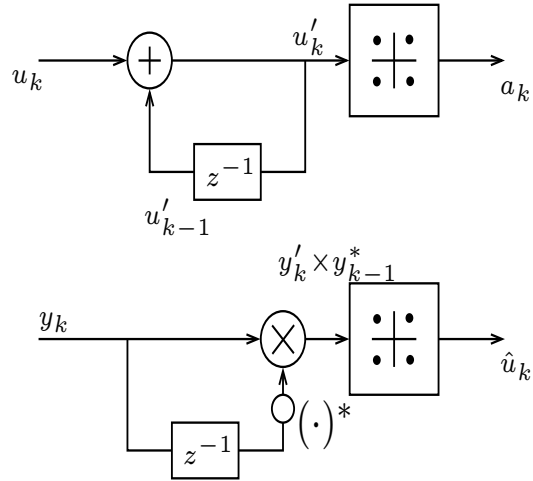 u'_k
+
u_k
a_k
z^{-1}
u'_{k-1}
y'_k × y^*_{k-1}
y_k
×
û_k
(·)*
z^{-1}